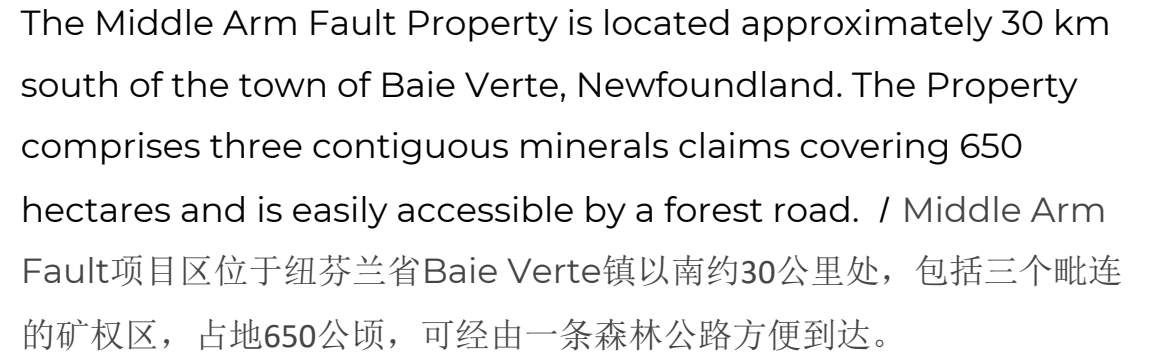 The Middle Arm Fault Property is located approximately 30 km
south of the town of Baie Verte, Newfoundland. The Property
comprises three contiguous minerals claims covering 650
hectares and is easily accessible by a forest road.  / Middle Arm
Fault项目区位于纽芬兰省Baie Verte镇以南约30公里处，包括三个毗连
的矿权区，占地650公顷，可经由一条森林公路方便到达。